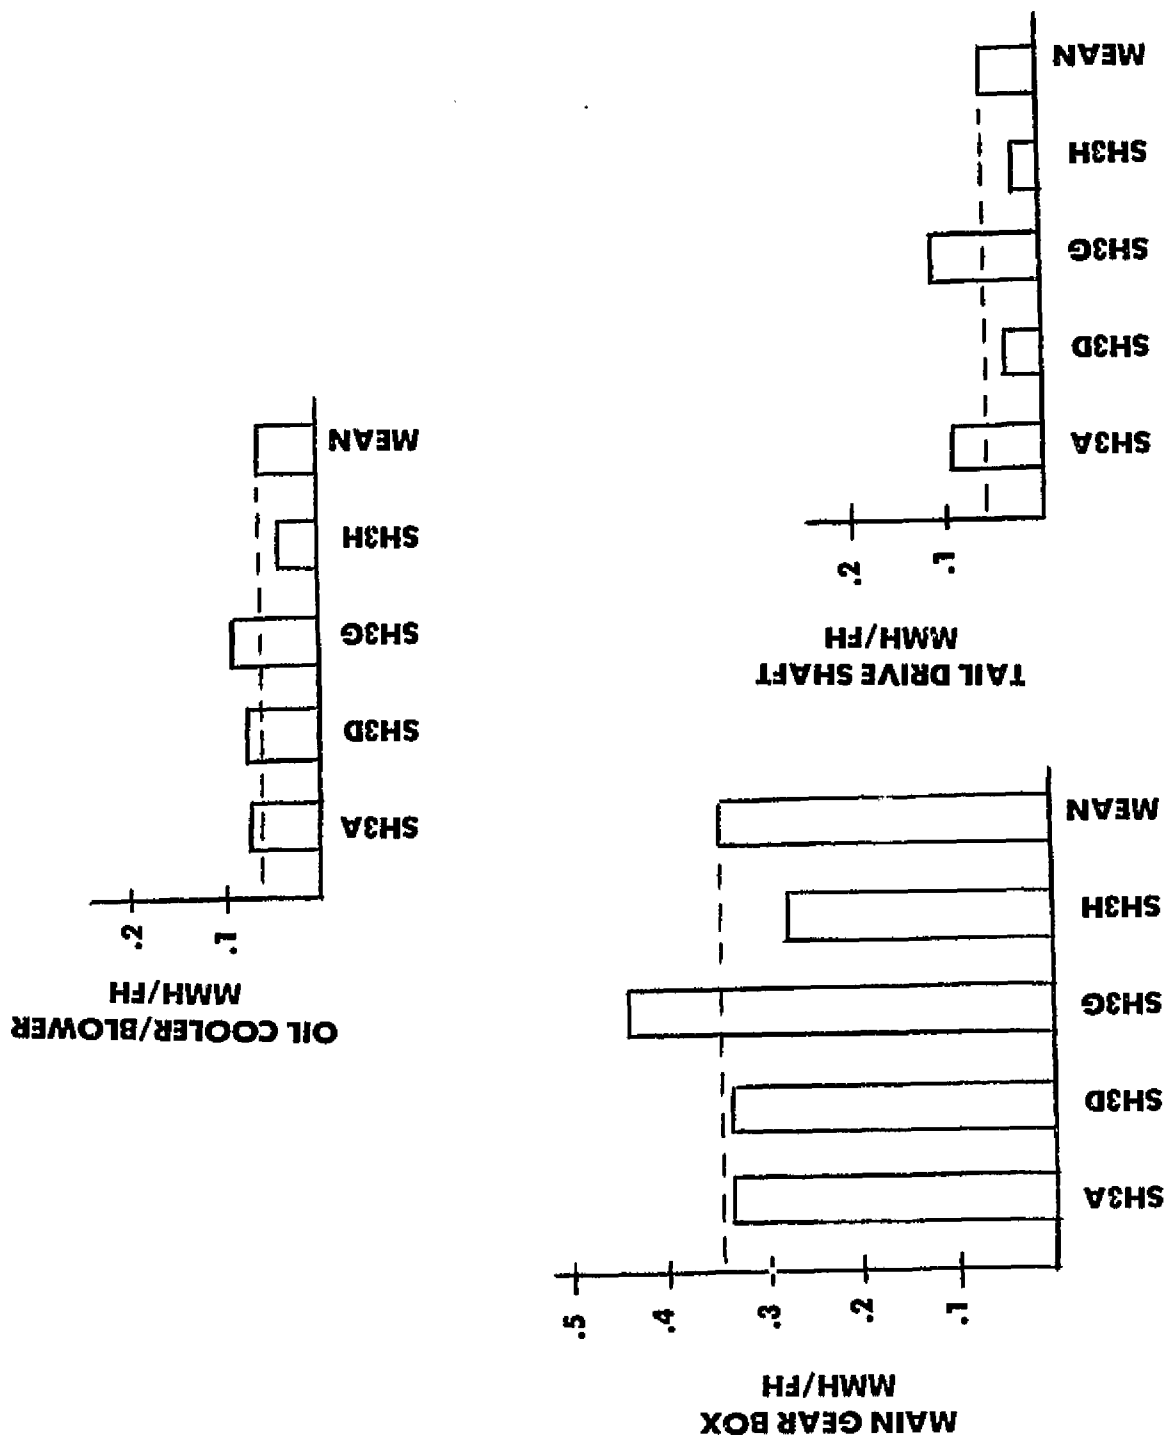 MAIN GEAR BOX
MMH/FH
.5
.4
.3
.2
.1
SH3A
SH3D
SH3G
SH3H
MEAN
TAIL DRIVE SHAFT
MMH/FH
.2
.1
SH3A
SH3D
SH3G
SH3H
MEAN
OIL COOLER/BLOWER
MMH/FH
.2
.1
SH3A
SH3D
SH3G
SH3H
MEAN